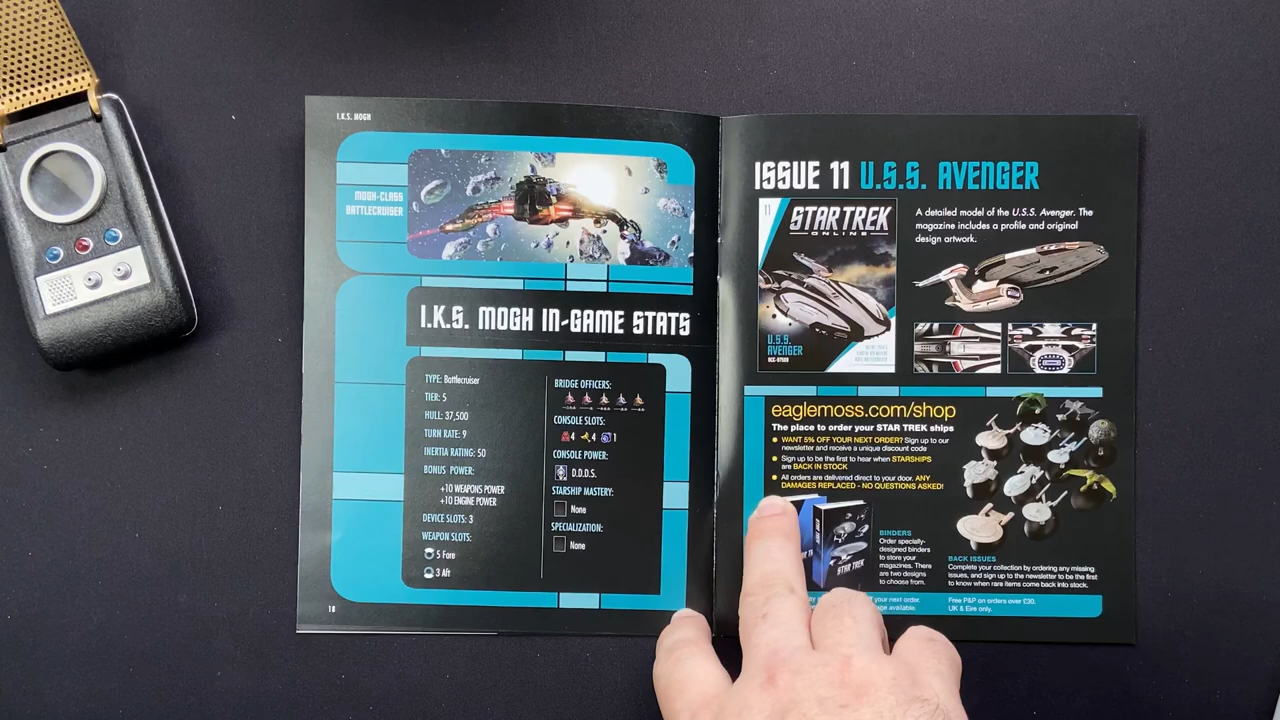 I.K.S. MOGH
MOGH-CLASS
BATTLECRUISER
I.K.S. MOGH IN-GAME STATS
TYPE: Battlecruiser
TIER: 5
HULL: 37,500
TURN RATE: 9
INERTIA RATING: 50
BONUS POWER:
+10 WEAPONS POWER
+10 ENGINE POWER
DEVICE SLOTS: 3
WEAPON SLOTS:
5 Fore
3 Aft
BRIDGE OFFICERS:
CONSOLE SLOTS:
4 4 1
CONSOLE POWER:
D.D.D.S.
STARSHIP MASTERY:
None
SPECIALIZATION:
None
18
ISSUE 11 U.S.S. AVENGER
11
STAR TREK
ONLINE
U.S.S.
AVENGER
A detailed model of the U.S.S. Avenger. The
magazine includes a profile and original
design artwork.
eaglemoss.com/shop
The place to order your STAR TREK ships
WANT 5% OFF YOUR NEXT ORDER? Sign up to our
newsletter and receive a unique discount code
Sign up to be the first to hear when STARSHIPS
are BACK IN STOCK
All orders are delivered direct to your door. ANY
DAMAGES REPLACED - NO QUESTIONS ASKED!
STAR TREK
BINDERS
Order specially-
designed binders
to store your
magazines. There
are two designs
to choose from.
BACK ISSUES
Complete your collection by ordering any missing
issues, and sign up to the newsletter to be the first
to know when rare items come back into stock.
your next order.
available.
Free P&P on orders over £30.
UK & Eire only.